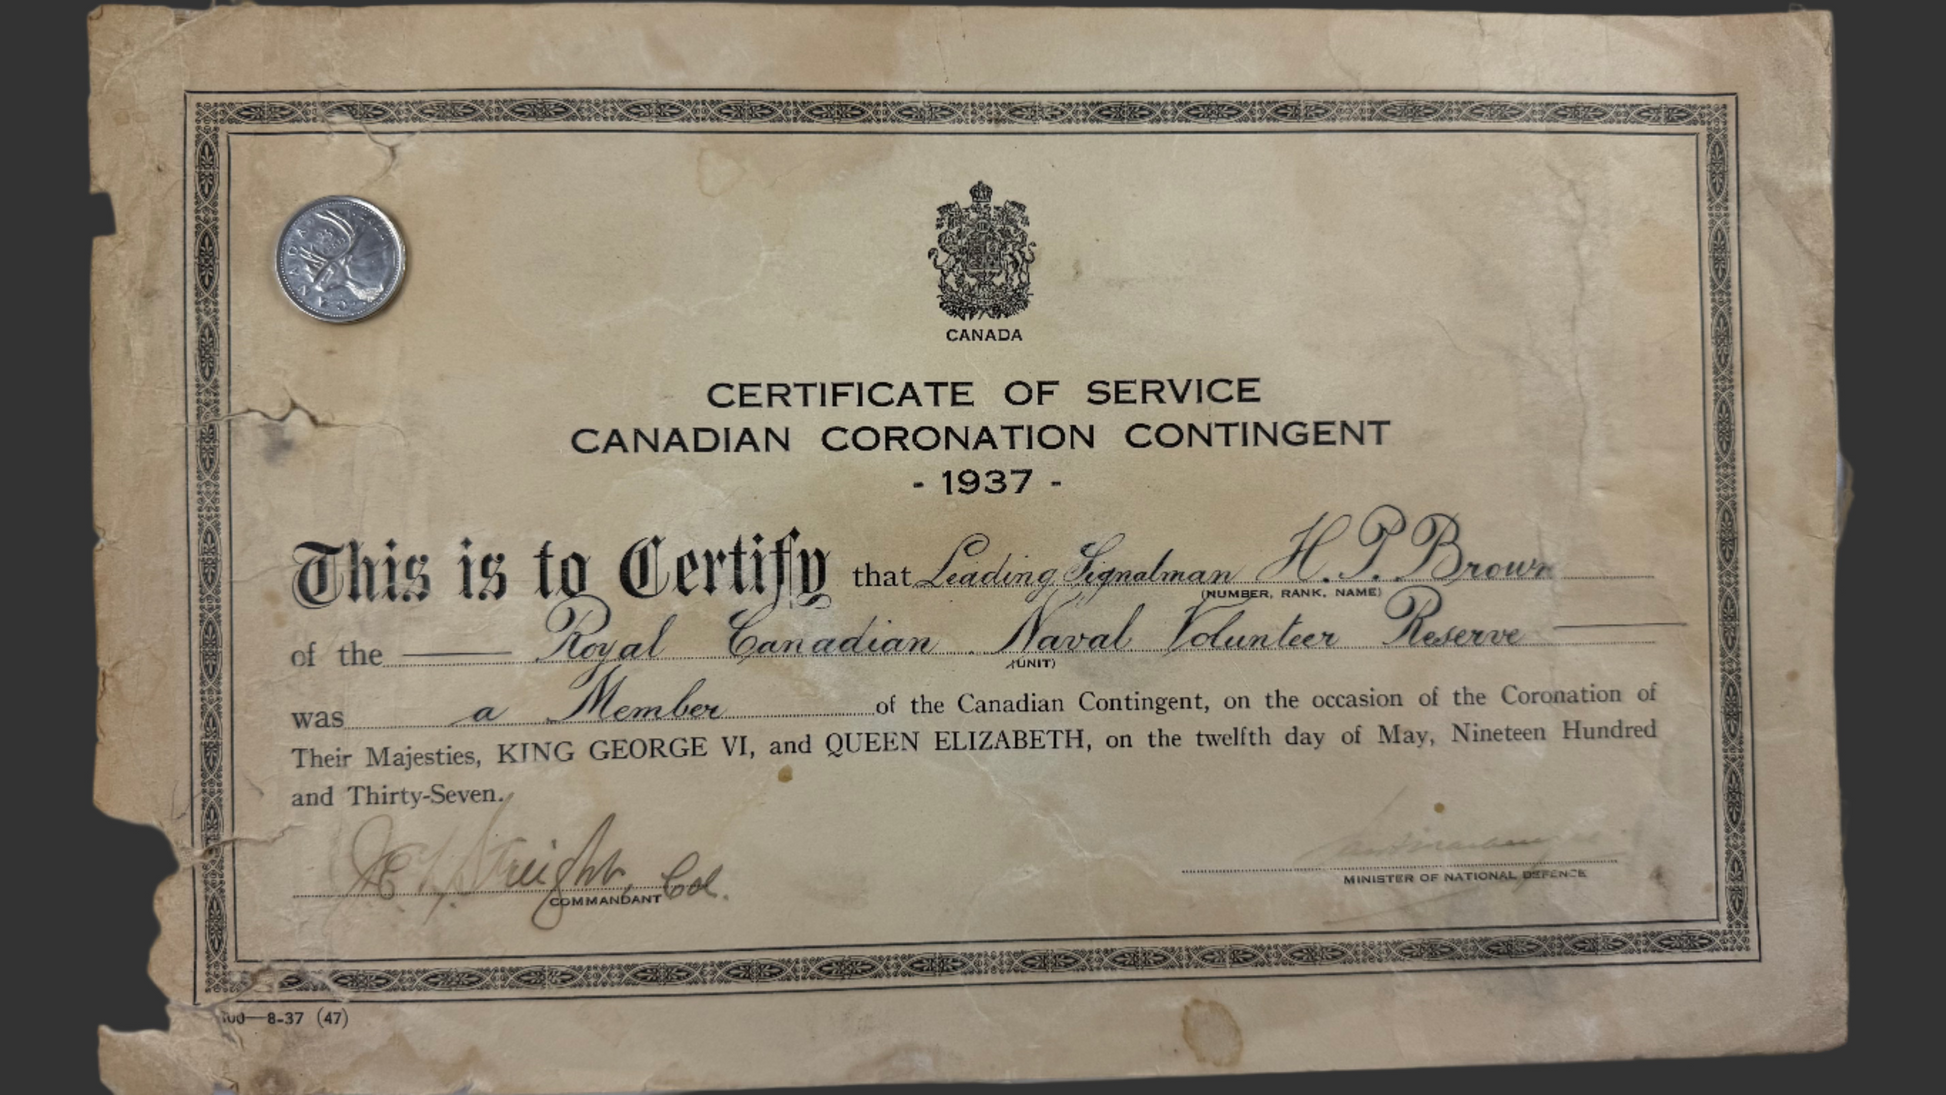 CANADA
CANADA
CERTIFICATE OF SERVICE
CANADIAN CORONATION CONTINGENT
- 1937 -
This is to Certify that Leading Signalman H. P. Brown
(NUMBER, RANK, NAME)
of the Royal Canadian Naval Volunteer Reserve
(UNIT)
was a Member of the Canadian Contingent, on the occasion of the Coronation of
Their Majesties, KING GEORGE VI, and QUEEN ELIZABETH, on the twelfth day of May, Nineteen Hundred
and Thirty-Seven.
Streight, Col.
COMMANDANT
MINISTER OF NATIONAL DEFENCE
100—8-37 (47)